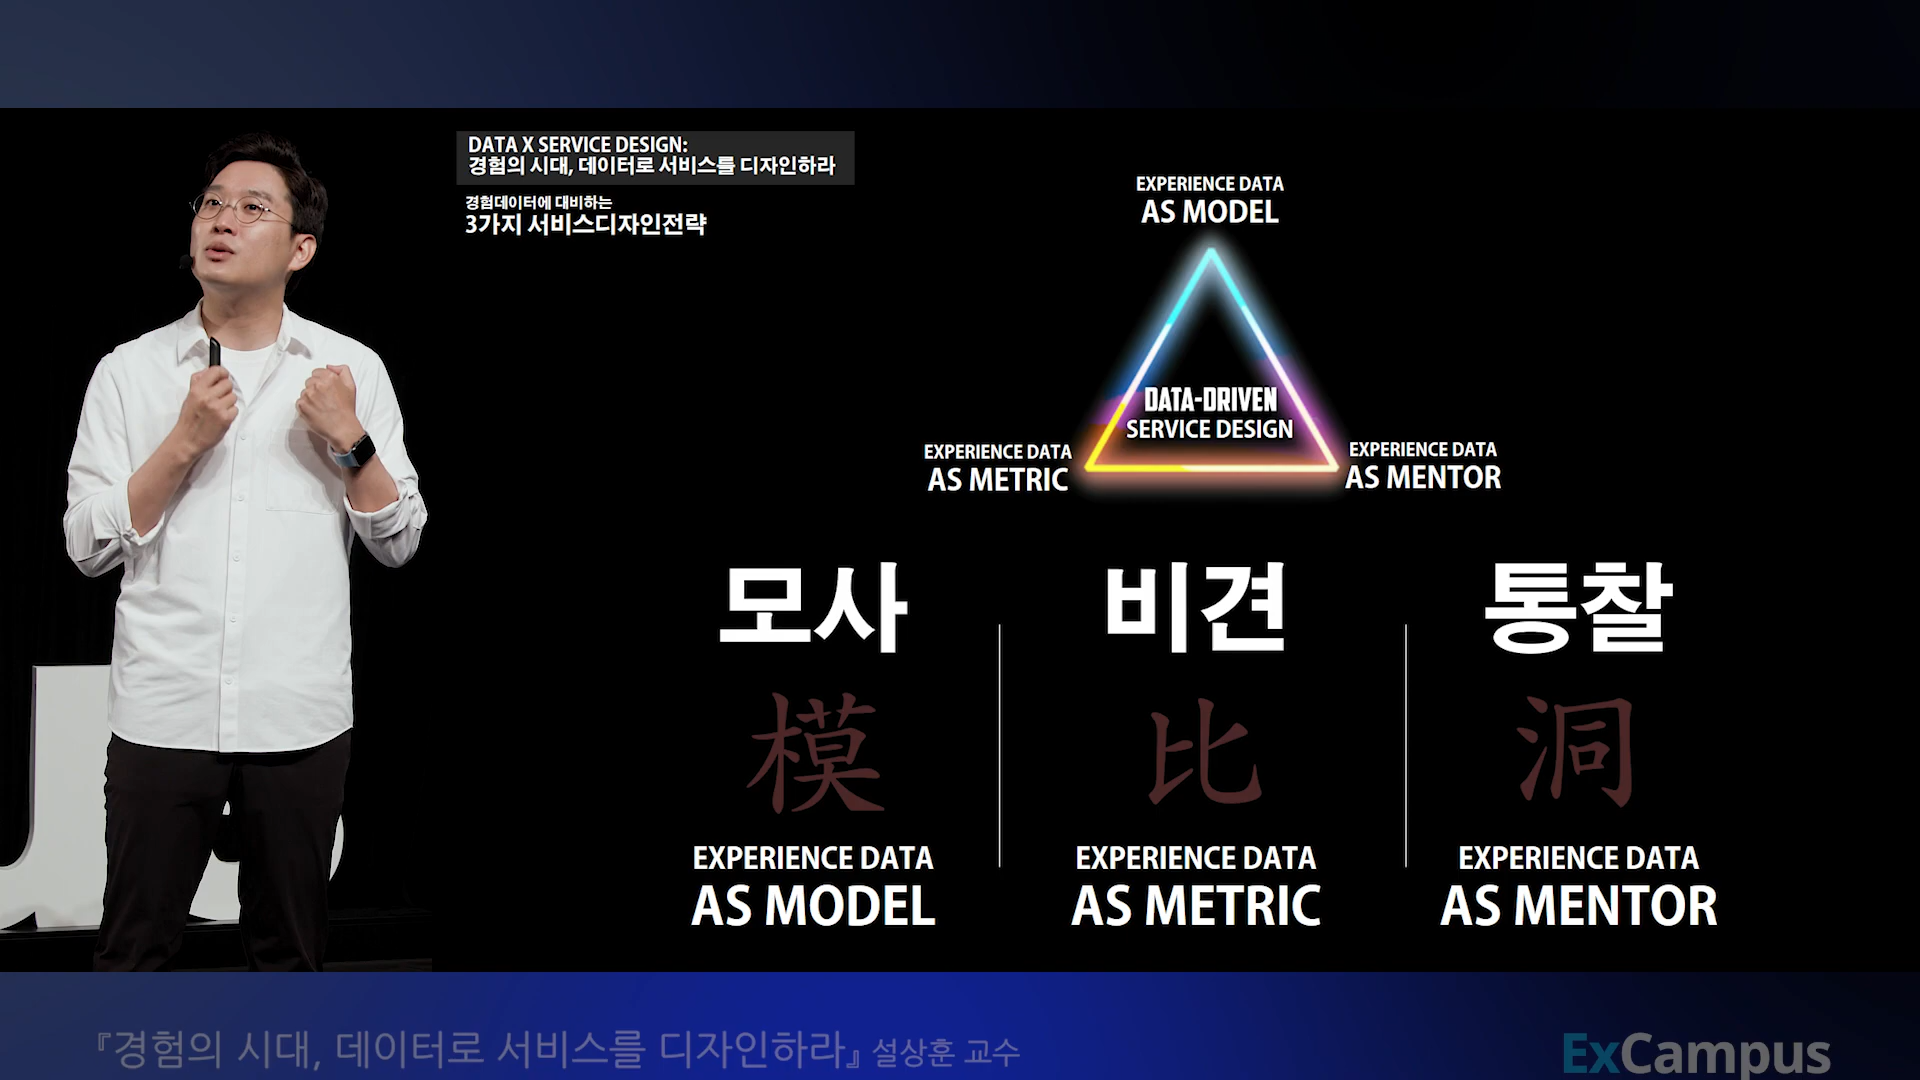 DATA X SERVICE DESIGN:
경험의 시대, 데이터로 서비스를 디자인하라
경험데이터에 대비하는
3가지 서비스디자인전략
EXPERIENCE DATA
AS MODEL
DATA-DRIVEN
SERVICE DESIGN
EXPERIENCE DATA
AS METRIC
EXPERIENCE DATA
AS MENTOR
모사
模
EXPERIENCE DATA
AS MODEL
비견
比
EXPERIENCE DATA
AS METRIC
통찰
洞
EXPERIENCE DATA
AS MENTOR
『경험의 시대, 데이터로 서비스를 디자인하라』 설상훈 교수
ExCampus